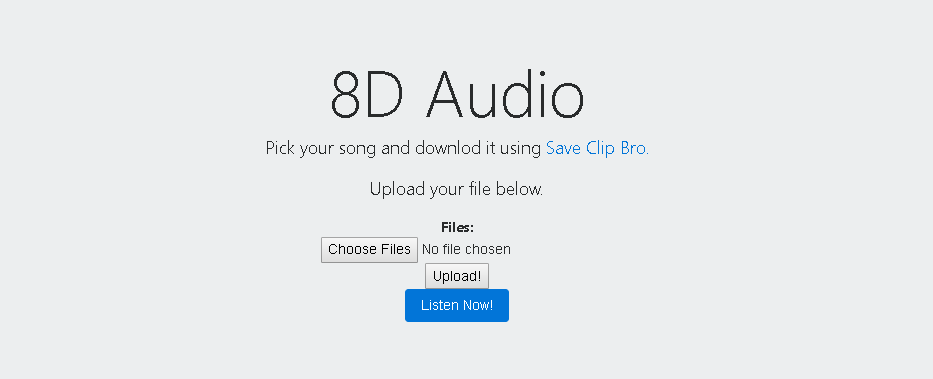 8D Audio
Pick your song and downlod it using Save Clip Bro.
Upload your file below.
Files:
Choose Files No file chosen
Upload!
Listen Now!